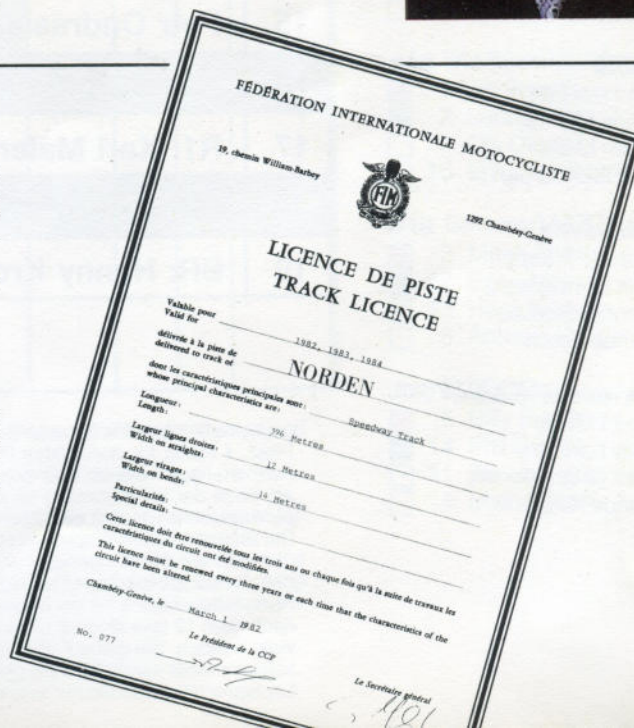 FÉDÉRATION INTERNATIONALE MOTOCYCLISTE
19, chemin William-Barbey
1292 Chambésy-Genève
FIM
LICENCE DE PISTE
TRACK LICENCE
Valable pour
Valid for
1982, 1983, 1984
délivrée à la piste de
delivered to track of
NORDEN
dont les caractéristiques principales sont:
whose principal characteristics are:
Speedway Track
Longueur:
Length:
396 Metres
Largeur lignes droites:
Width on straights:
12 Metres
Largeur virages:
Width on bends:
14 Metres
Particularités:
Special details:
Cette licence doit être renouvelée tous les trois ans ou chaque fois qu'à la suite de travaux les
caractéristiques du circuit ont été modifiées.
This licence must be renewed every three years or each time that the characteristics of the
circuit have been altered.
Chambésy-Genève, le March 1 1982
No. 077
Le Président de la CCP
Le Secrétaire général